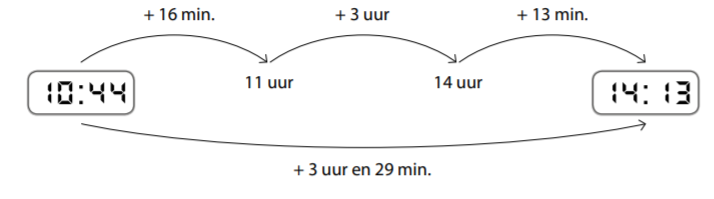 + 16 min.
+ 3 uur
+ 13 min.
10:44
11 uur
14 uur
14:13
+ 3 uur en 29 min.